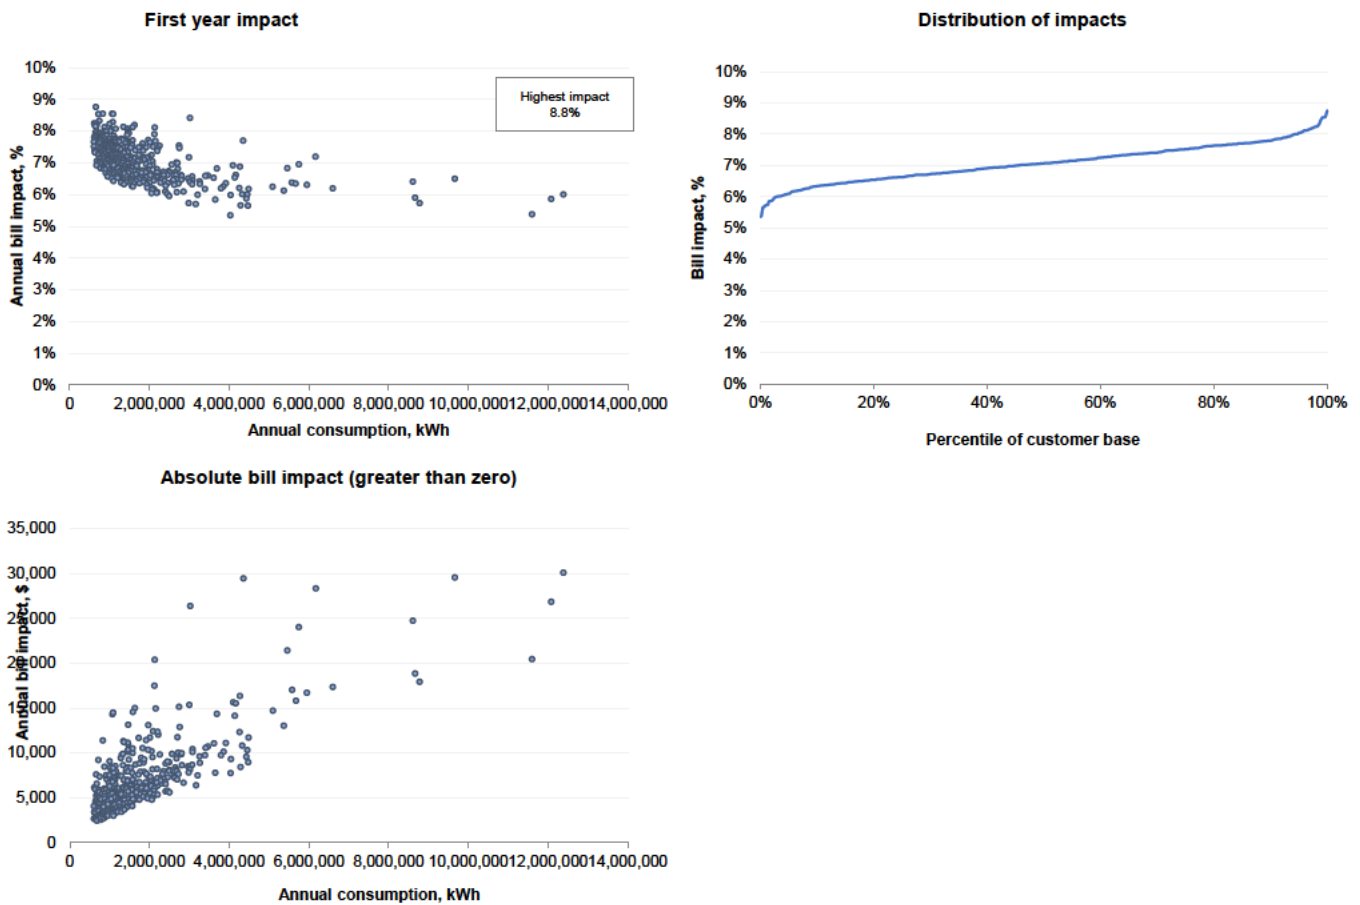 First year impact
10%
9%
8%
7%
6%
5%
4%
3%
2%
1%
0%
Annual bill impact, %
Highest impact
8.8%
0 2,000,000 4,000,000 6,000,000 8,000,000 10,000,000 12,000,000 14,000,000
Annual consumption, kWh
Distribution of impacts
10%
9%
8%
7%
6%
5%
4%
3%
2%
1%
0%
Bill impact, %
0% 20% 40% 60% 80% 100%
Percentile of customer base
Absolute bill impact (greater than zero)
35,000
30,000
25,000
20,000
15,000
10,000
5,000
0
Annual bill impact, $
0 2,000,000 4,000,000 6,000,000 8,000,000 10,000,000 12,000,000 14,000,000
Annual consumption, kWh